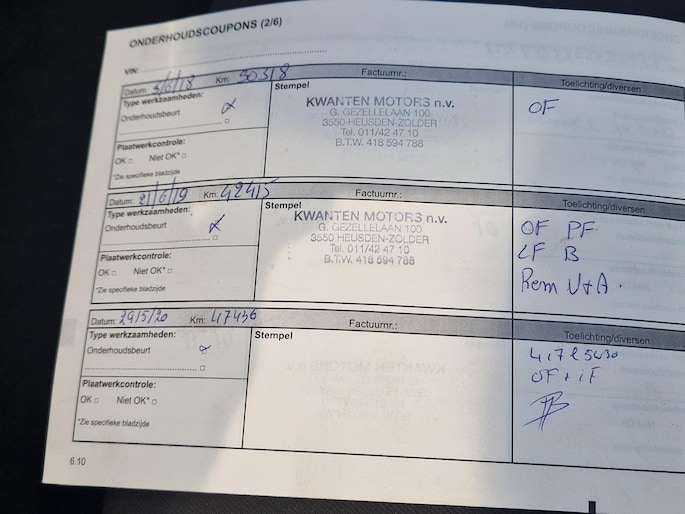 ONDERHOUDSCOUPONS (2/6)
VIN:
Datum: 5/6/18 Km: 30318 Factuurnr.: Toelichting/diversen
Type werkzaamheden: Stempel
Onderhoudsbeurt
KWANTEN MOTORS n.v.
G. GEZELLELAAN 100
3550-HEUSDEN-ZOLDER
Tel. 011/42 47 10
B.T.W. 418 594 788
OF
Plaatwerkcontrole:
OK □ Niet OK* □
*Zie specifieke bladzijde
Datum: 21/6/19 Km: 42415 Factuurnr.: Toelichting/diversen
Type werkzaamheden: Stempel
Onderhoudsbeurt
KWANTEN MOTORS n.v.
G. GEZELLELAAN 100
3550 HEUSDEN-ZOLDER
Tel. 011/42 47 10
B.T.W. 418 594 788
OF PF
LF B
Rem V+A.
Plaatwerkcontrole:
OK □ Niet OK* □
*Zie specifieke bladzijde
Datum: 29/5/20 Km: 47456 Factuurnr.: Toelichting/diversen
Type werkzaamheden: Stempel
Onderhoudsbeurt
4,7 l 5w30
OF + iF
Plaatwerkcontrole:
OK □ Niet OK* □
*Zie specifieke bladzijde
6.10